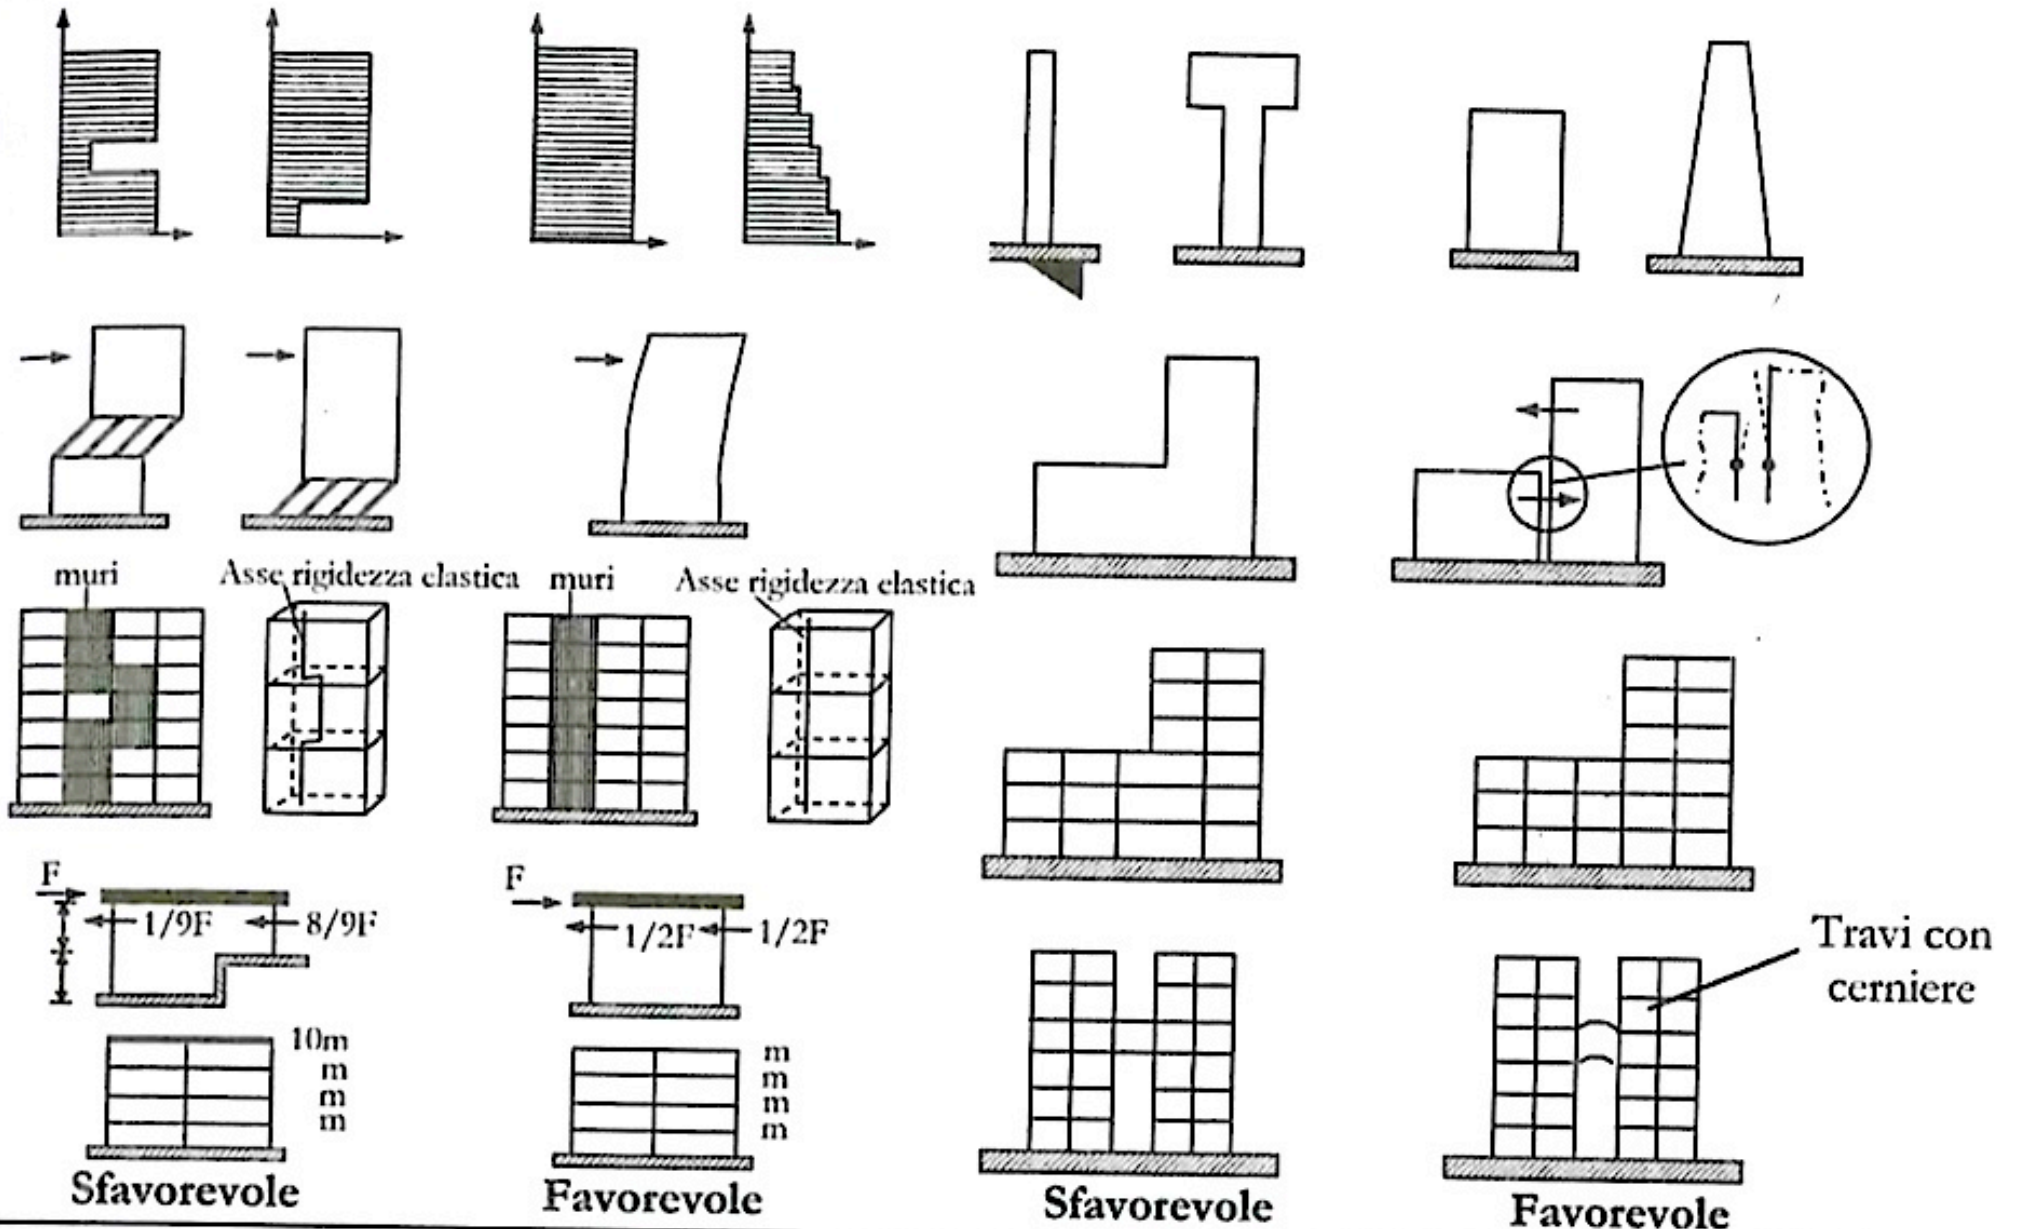 muri
Asse rigidezza elastica
muri
Asse rigidezza elastica
F
1/9F
8/9F
F
1/2F
1/2F
Travi con
cerniere
10m
m
m
m
m
m
m
m
Sfavorevole
Favorevole
Sfavorevole
Favorevole